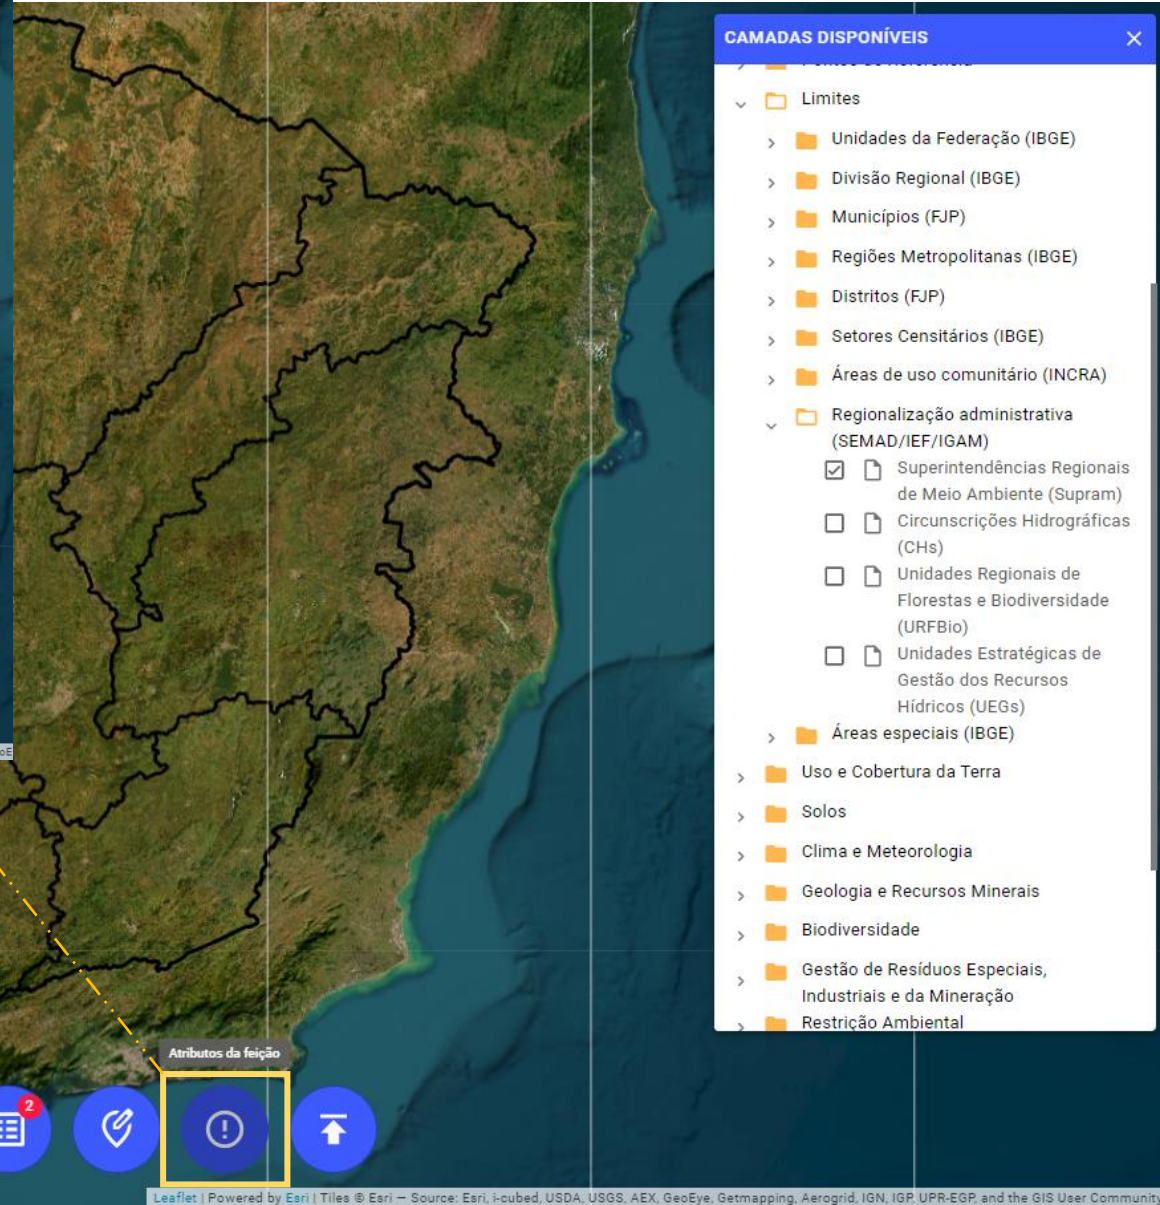 CAMADAS DISPONÍVEIS
Limites
Unidades da Federação (IBGE)
Divisão Regional (IBGE)
Municípios (FJP)
Regiões Metropolitanas (IBGE)
Distritos (FJP)
Setores Censitários (IBGE)
Áreas de uso comunitário (INCRA)
Regionalização administrativa
(SEMAD/IEF/IGAM)
Superintendências Regionais
de Meio Ambiente (Supram)
Circunscrições Hidrográficas
(CHs)
Unidades Regionais de
Florestas e Biodiversidade
(URFBio)
Unidades Estratégicas de
Gestão dos Recursos
Hídricos (UEGs)
Áreas especiais (IBGE)
Uso e Cobertura da Terra
Solos
Clima e Meteorologia
Geologia e Recursos Minerais
Biodiversidade
Gestão de Resíduos Especiais,
Industriais e da Mineração
Restrição Ambiental
Atributos da feição
2
Leaflet | Powered by Esri | Tiles © Esri — Source: Esri, i-cubed, USDA, USGS, AEX, GeoEye, Getmapping, Aerogrid, IGN, IGP, UPR-EGP, and the GIS User Community